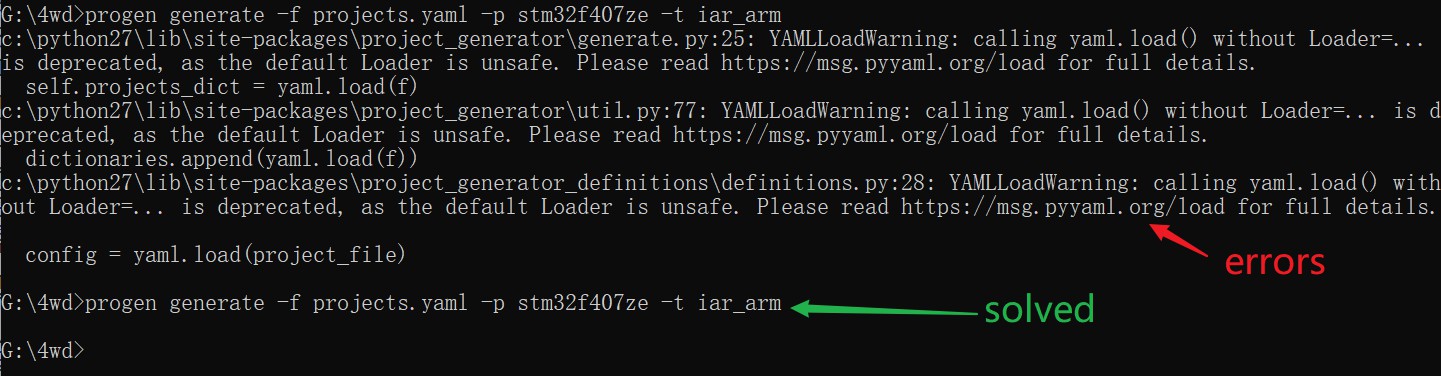 G:\4wd>progen generate -f projects.yaml -p stm32f407ze -t iar_arm
c:\python27\lib\site-packages\project_generator\generate.py:25: YAMLLoadWarning: calling yaml.load() without Loader=...
is deprecated, as the default Loader is unsafe. Please read https://msg.pyyaml.org/load for full details.
self.projects_dict = yaml.load(f)
c:\python27\lib\site-packages\project_generator\util.py:77: YAMLLoadWarning: calling yaml.load() without Loader=... is d
eprecated, as the default Loader is unsafe. Please read https://msg.pyyaml.org/load for full details.
dictionaries.append(yaml.load(f))
c:\python27\lib\site-packages\project_generator_definitions\definitions.py:28: YAMLLoadWarning: calling yaml.load() with
out Loader=... is deprecated, as the default Loader is unsafe. Please read https://msg.pyyaml.org/load for full details.
config = yaml.load(project_file)
errors
G:\4wd>progen generate -f projects.yaml -p stm32f407ze -t iar_arm
solved
G:\4wd>